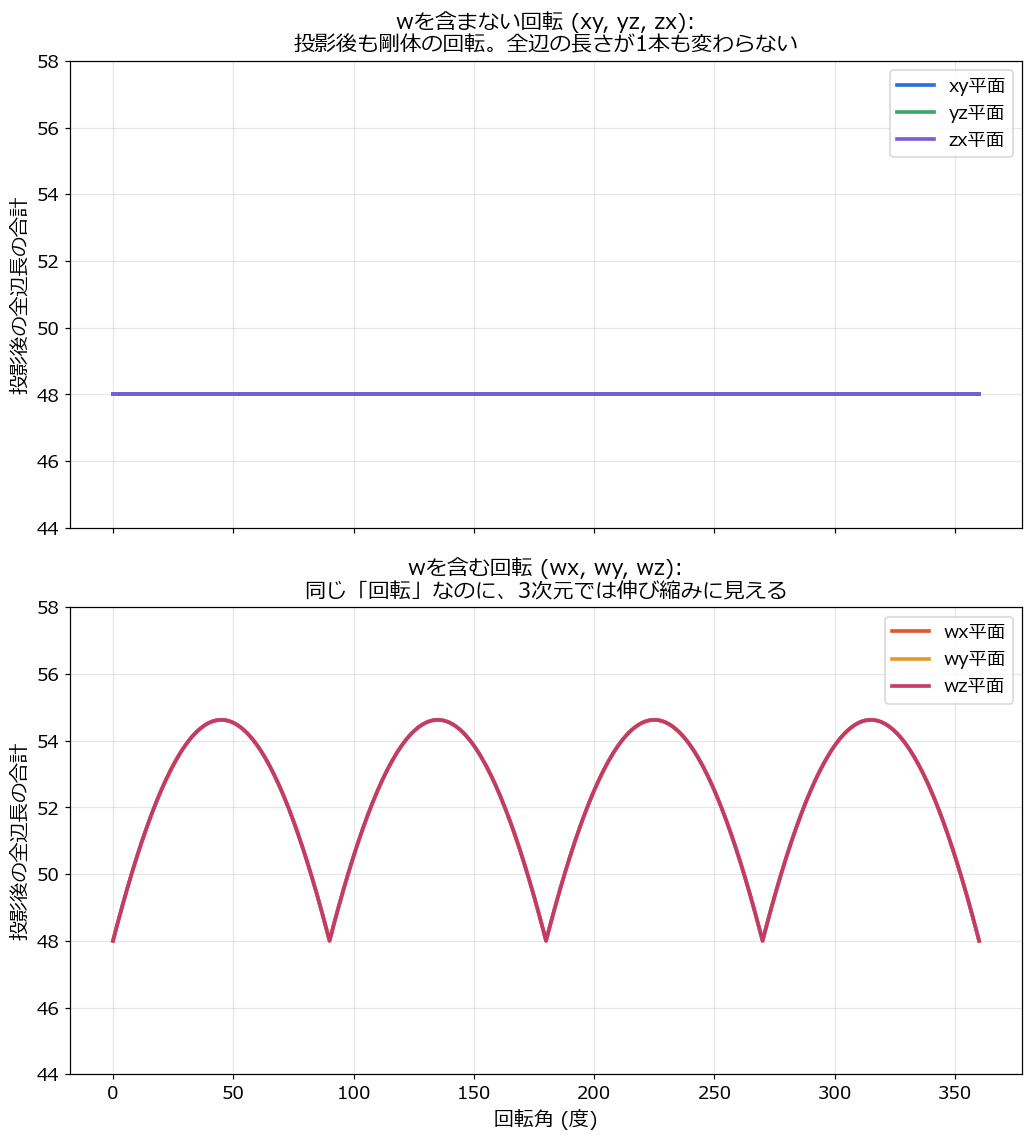 wを含まない回転 (xy, yz, zx):
投影後も剛体の回転。全辺の長さが1本も変わらない
58
56
54
52
50
48
46
44
投影後の全辺長の合計
xy平面
yz平面
zx平面
wを含む回転 (wx, wy, wz):
同じ「回転」なのに、3次元では伸び縮みに見える
58
56
54
52
50
48
46
44
投影後の全辺長の合計
wx平面
wy平面
wz平面
0 50 100 150 200 250 300 350
回転角 (度)